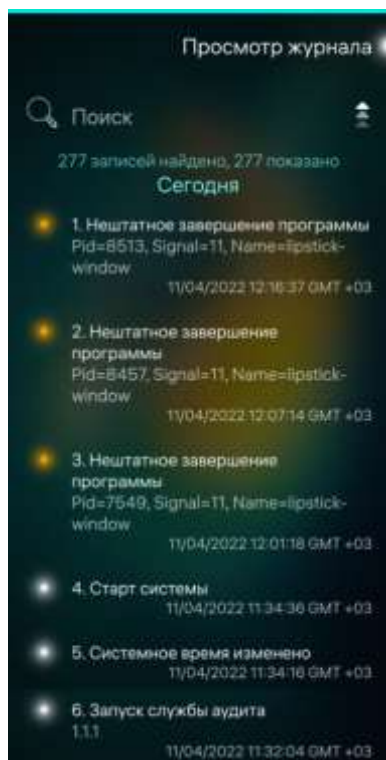 Просмотр журнала
Поиск
277 записей найдено, 277 показано
Сегодня
1. Нештатное завершение программы
Pid=8513, Signal=11, Name=lipstick-
window
11/04/2022 12:16:37 GMT +03
2. Нештатное завершение
программы
Pid=8457, Signal=11, Name=lipstick-
window
11/04/2022 12:07:14 GMT +03
3. Нештатное завершение
программы
Pid=7549, Signal=11, Name=lipstick-
window
11/04/2022 12:01:18 GMT +03
4. Старт системы
11/04/2022 11:34:36 GMT +03
5. Системное время изменено
11/04/2022 11:34:16 GMT +03
6. Запуск службы аудита
1.1.1
11/04/2022 11:32:04 GMT +03